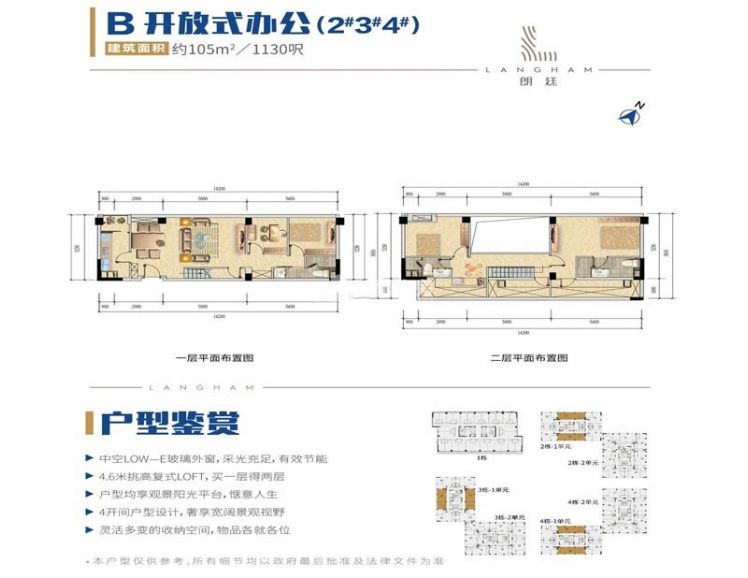 B 开放式办公(2#3#4#)
建筑面积 约105m²／1130呎
LANGHAM
朗廷
N
14200
900 2900 5000 5400
900 2900 5000 5400
14200
一层平面布置图
14200
900 2900 5000 5400
900 2900 5000 5400
14200
二层平面布置图
LANGHAM
户型鉴赏
中空LOW—E玻璃外窗，采光充足，有效节能
4.6米挑高复式LOFT，买一层得两层
户型均享观景阳光平台，惬意人生
4开间户型设计，奢享宽阔景观视野
灵活多变的收纳空间，物品各就各位
1栋
2栋-1单元
2栋-2单元
3栋-1单元
3栋-2单元
4栋-2单元
4栋-1单元
*本户型仅供参考,所有细节均以政府最后批准及法律文件为准